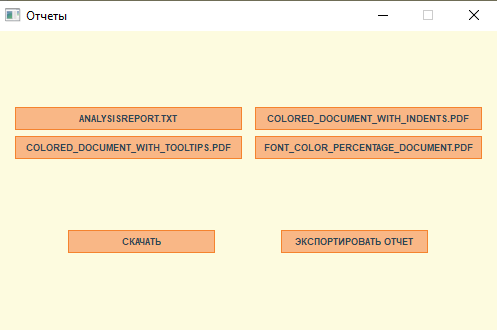 Отчеты
ANALYSISREPORT.TXT
COLORED_DOCUMENT_WITH_INDENTS.PDF
COLORED_DOCUMENT_WITH_TOOLTIPS.PDF
FONT_COLOR_PERCENTAGE_DOCUMENT.PDF
СКАЧАТЬ
ЭКСПОРТИРОВАТЬ ОТЧЕТ